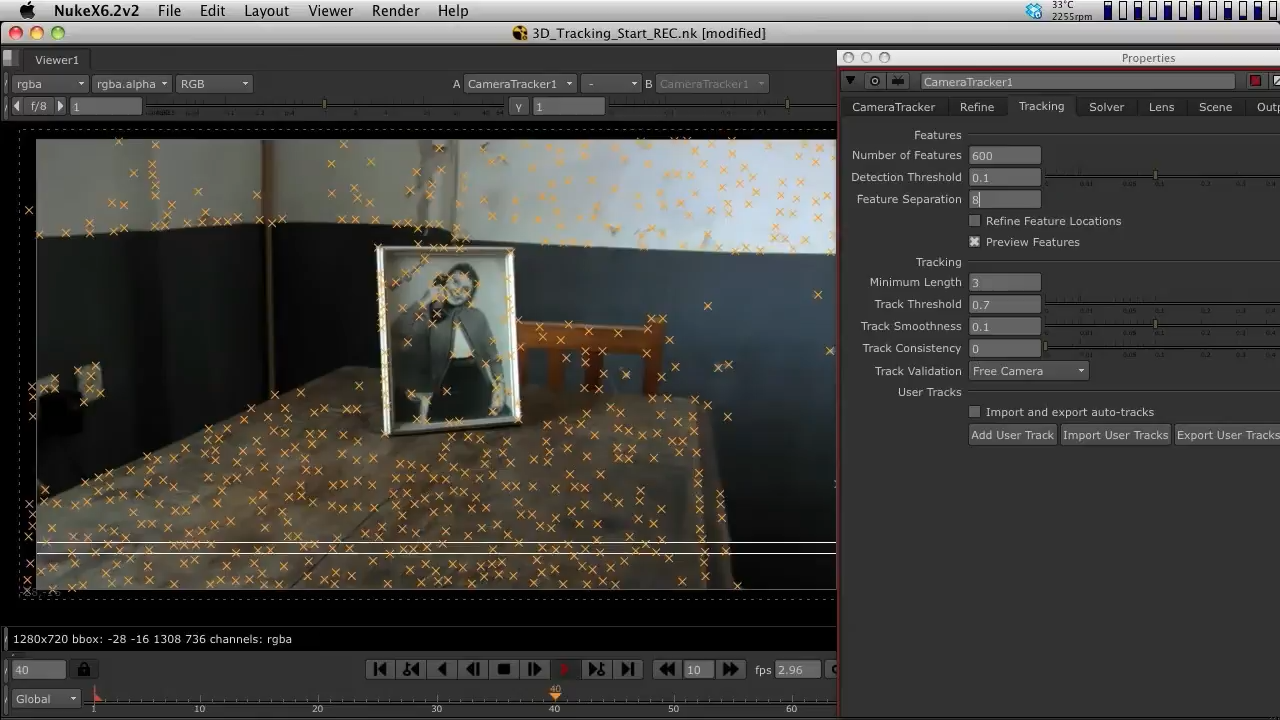 NukeX6.2v2 File Edit Layout Viewer Render Help 33°C 2255rpm
3D_Tracking_Start_REC.nk [modified]
Viewer1
Properties
rgba rgba.alpha RGB A CameraTracker1 - B CameraTracker1
CameraTracker1
f/8 1 γ 1
CameraTracker Refine Tracking Solver Lens Scene Outp
Features
Number of Features 600
Detection Threshold 0.1
Feature Separation 8
Refine Feature Locations
Preview Features
Tracking
Minimum Length 3
Track Threshold 0.7
Track Smoothness 0.1
Track Consistency 0
Track Validation Free Camera
User Tracks
Import and export auto-tracks
Add User Track Import User Tracks Export User Tracks
1280x720 bbox: -28 -16 1308 736 channels: rgba
40 10 fps 2.96
Global 1 10 20 30 40 40 50 60